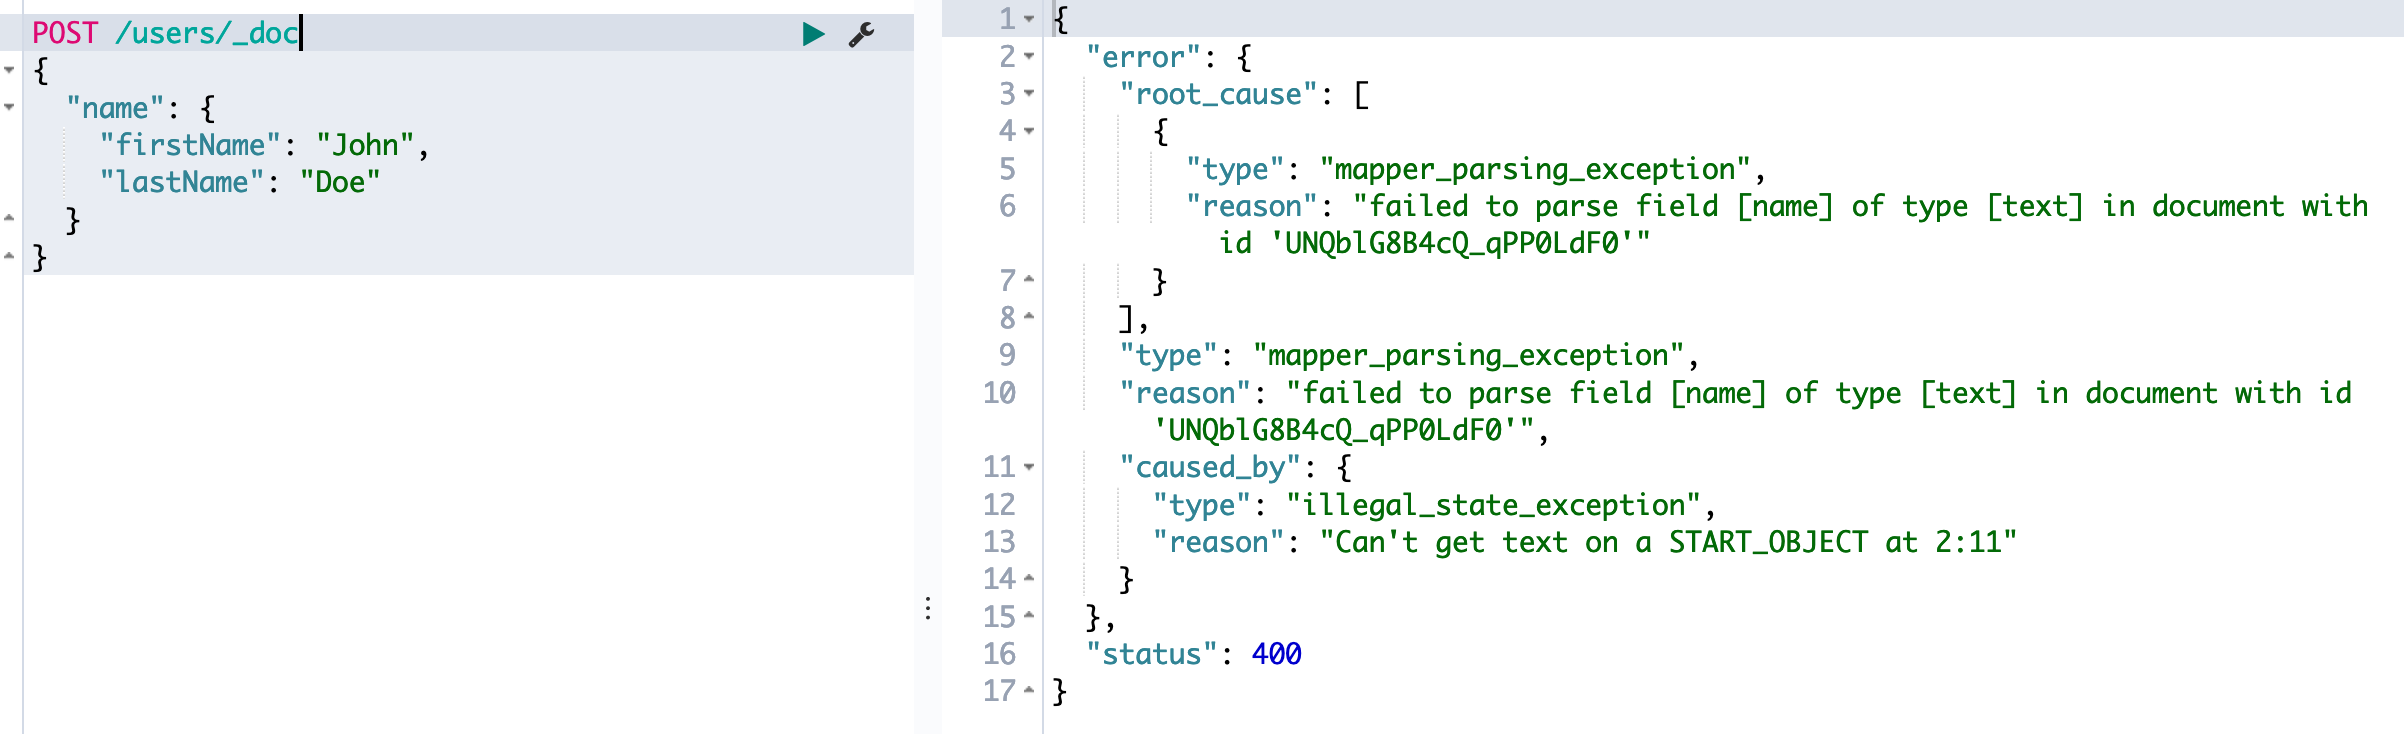 POST /users/_doc
{
  "name": {
    "firstName": "John",
    "lastName": "Doe"
  }
}
1 {
2   "error": {
3     "root_cause": [
4       {
5         "type": "mapper_parsing_exception",
6         "reason": "failed to parse field [name] of type [text] in document with
          id 'UNQblG8B4cQ_qPP0LdF0'"
7       }
8     ],
9     "type": "mapper_parsing_exception",
10    "reason": "failed to parse field [name] of type [text] in document with id
      'UNQblG8B4cQ_qPP0LdF0'",
11    "caused_by": {
12      "type": "illegal_state_exception",
13      "reason": "Can't get text on a START_OBJECT at 2:11"
14    }
15  },
16  "status": 400
17 }